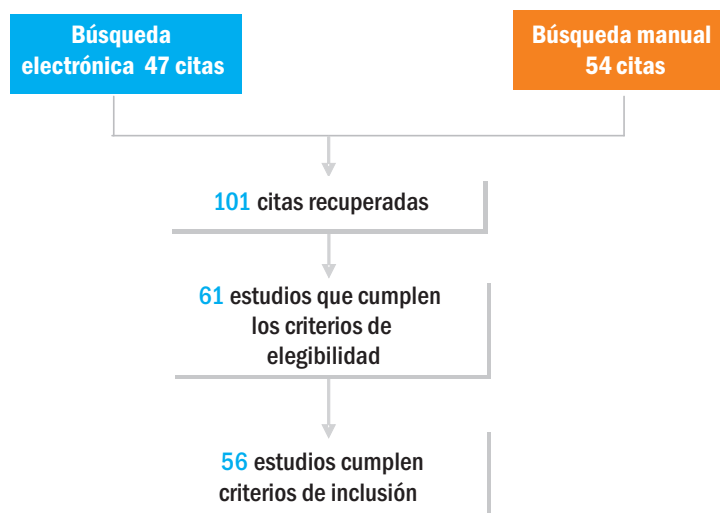 Búsqueda
electrónica 47 citas
Búsqueda manual
54 citas
101 citas recuperadas
61 estudios que cumplen
los criterios de
elegibilidad
56 estudios cumplen
criterios de inclusión